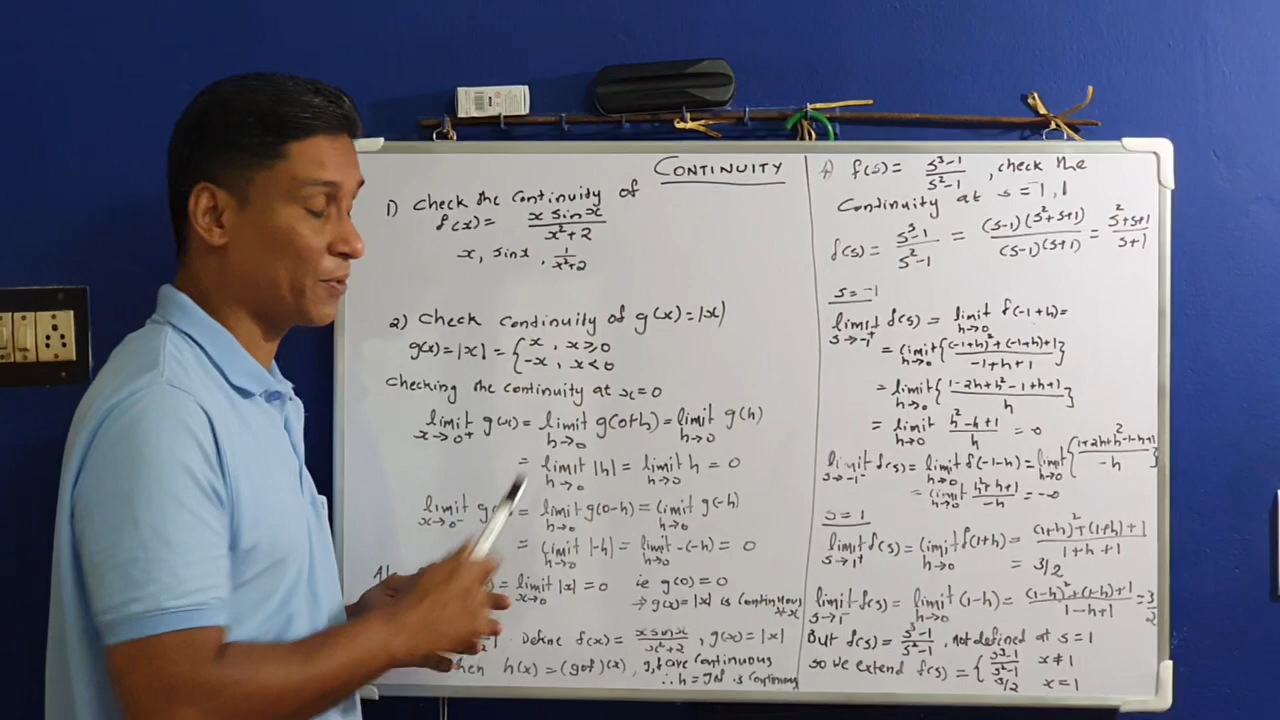 CONTINUITY
1) Check the Continuity of
f(x) = x sinx / x²+2
x, sinx, 1/x²+2
2) Check Continuity of g(x) = |x|
g(x) = |x| = { x, x ≥ 0
-x, x < 0
Checking the Continuity at x = 0
limit x→0⁺ g(x) = limit h→0 g(0+h) = limit h→0 g(h)
= limit h→0 |h| = limit h→0 h = 0
limit x→0⁻ = limit h→0 g(0-h) = limit h→0 g(-h)
= limit h→0 |-h| = limit h→0 -(-h) = 0
= limit x→0 |x| = 0 ie g(0) = 0
⇒ g(x) = |x| is Continuous ∀x
Define f(x) = x sinx / x²+2, g(x) = |x|
then h(x) = (gof)(x), g, f are Continuous
∴ h = gof is Continuous
f(s) = s³-1 / s²-1, check the
Continuity at s = 1,
f(s) = s³-1 / s²-1 = (s-1)(s²+s+1) / (s-1)(s+1) = s²+s+1 / s+1
s = -1
limit s→-1⁺ f(s) = limit h→0 f(-1+h) =
= limit h→0 { (-1+h)² + (-1+h) + 1 / -1+h+1 }
= limit h→0 { 1-2h+h²-1+h+1 / h }
= limit h→0 h²-h+1 / h =
limit s→-1⁻ f(s) = limit h→0 f(-1-h) = limit h→0 { 1+2h+h²-1-h+1 / -h }
= limit h→0 h²+h+1 / -h = -∞
s = 1
limit s→1⁺ f(s) = limit h→0 f(1+h) = (1+h)²+(1+h)+1 / 1+h+1
= 3/2
limit s→1⁻ f(s) = limit h→0 (1-h) = (1-h)²+(1-h)+1 / 1-h+1 = 3/2
But f(s) = s³-1 / s²-1, not defined at s = 1
so we extend f(s) = { s³-1 / s²-1 x ≠ 1
3/2 x = 1